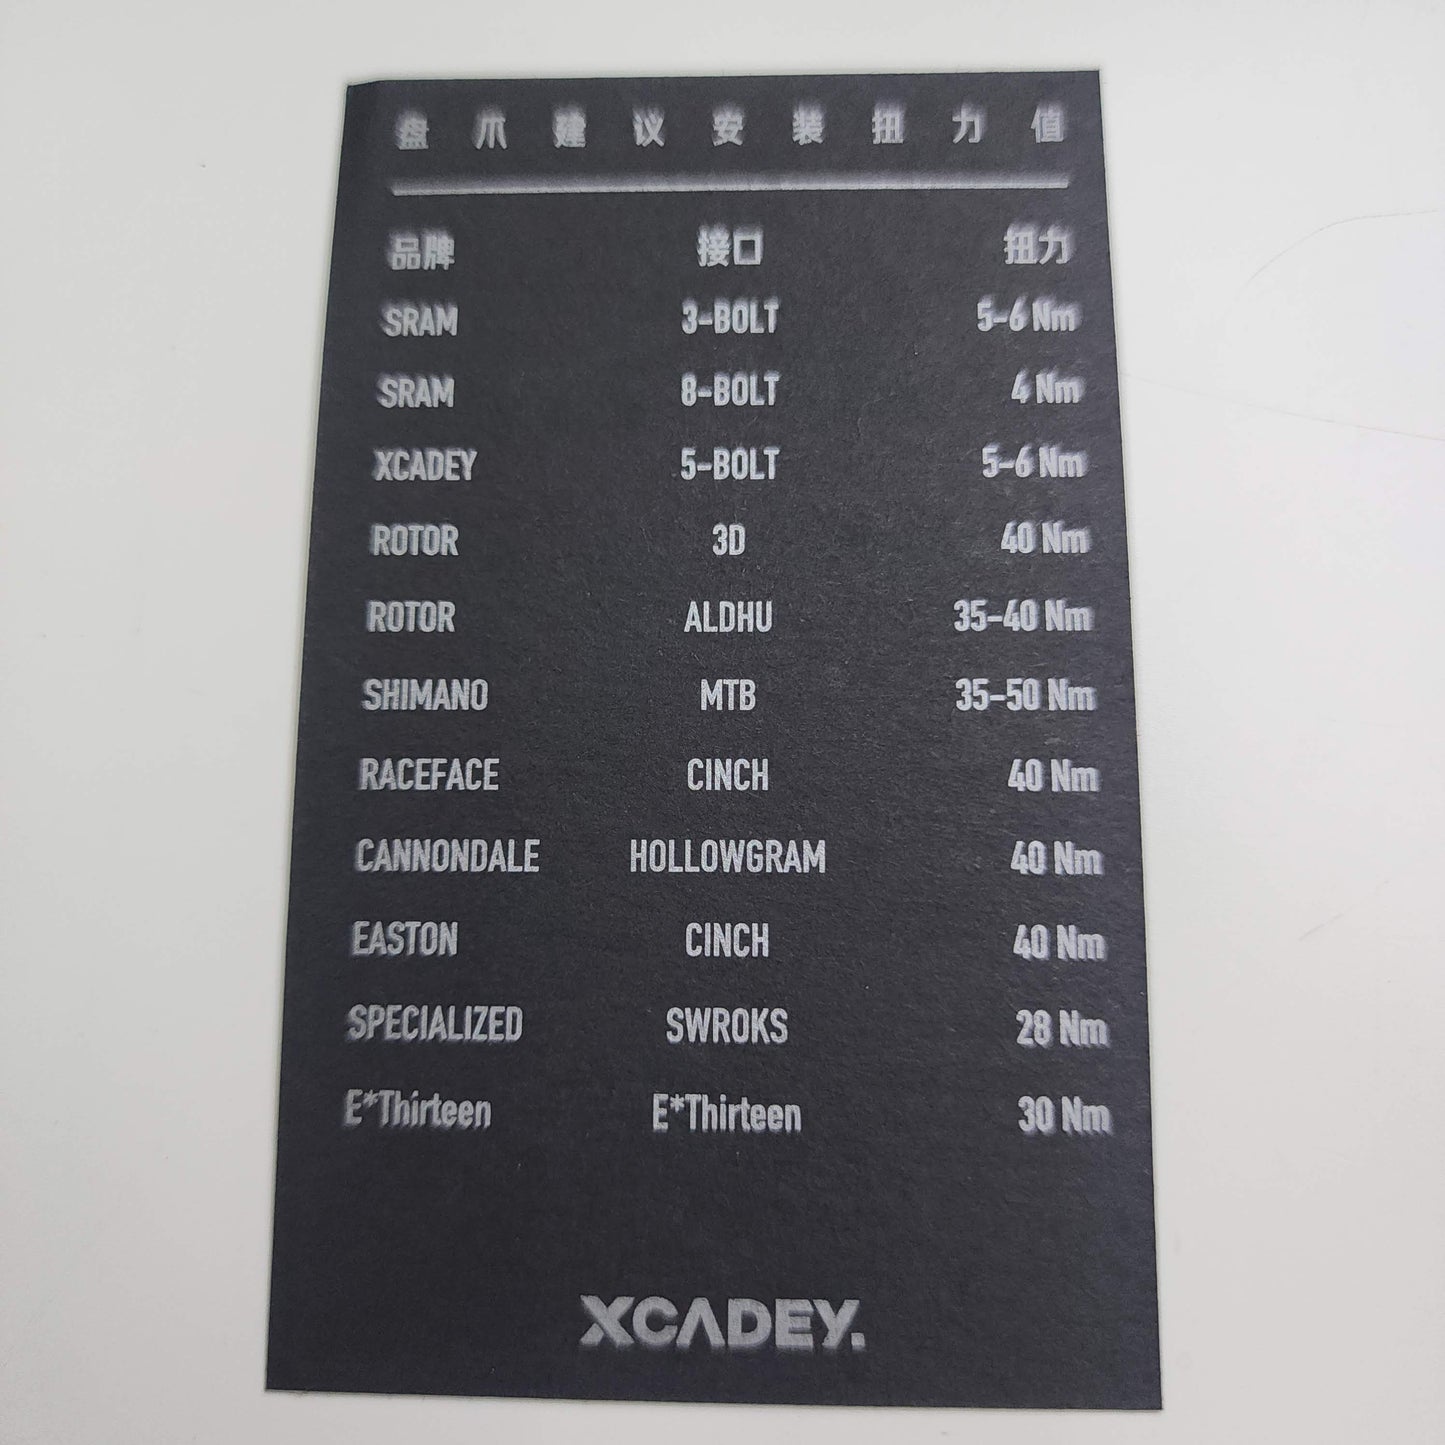 盘爪建议安装扭力值
品牌 接口 扭力
SRAM 3-BOLT 5-6 Nm
SRAM 8-BOLT 4 Nm
XCADEY 5-BOLT 5-6 Nm
ROTOR 3D 40 Nm
ROTOR ALDHU 35-40 Nm
SHIMANO MTB 35-50 Nm
RACEFACE CINCH 40 Nm
CANNONDALE HOLLOWGRAM 40 Nm
EASTON CINCH 40 Nm
SPECIALIZED SWROKS 28 Nm
E*Thirteen E*Thirteen 30 Nm
XCADEY.